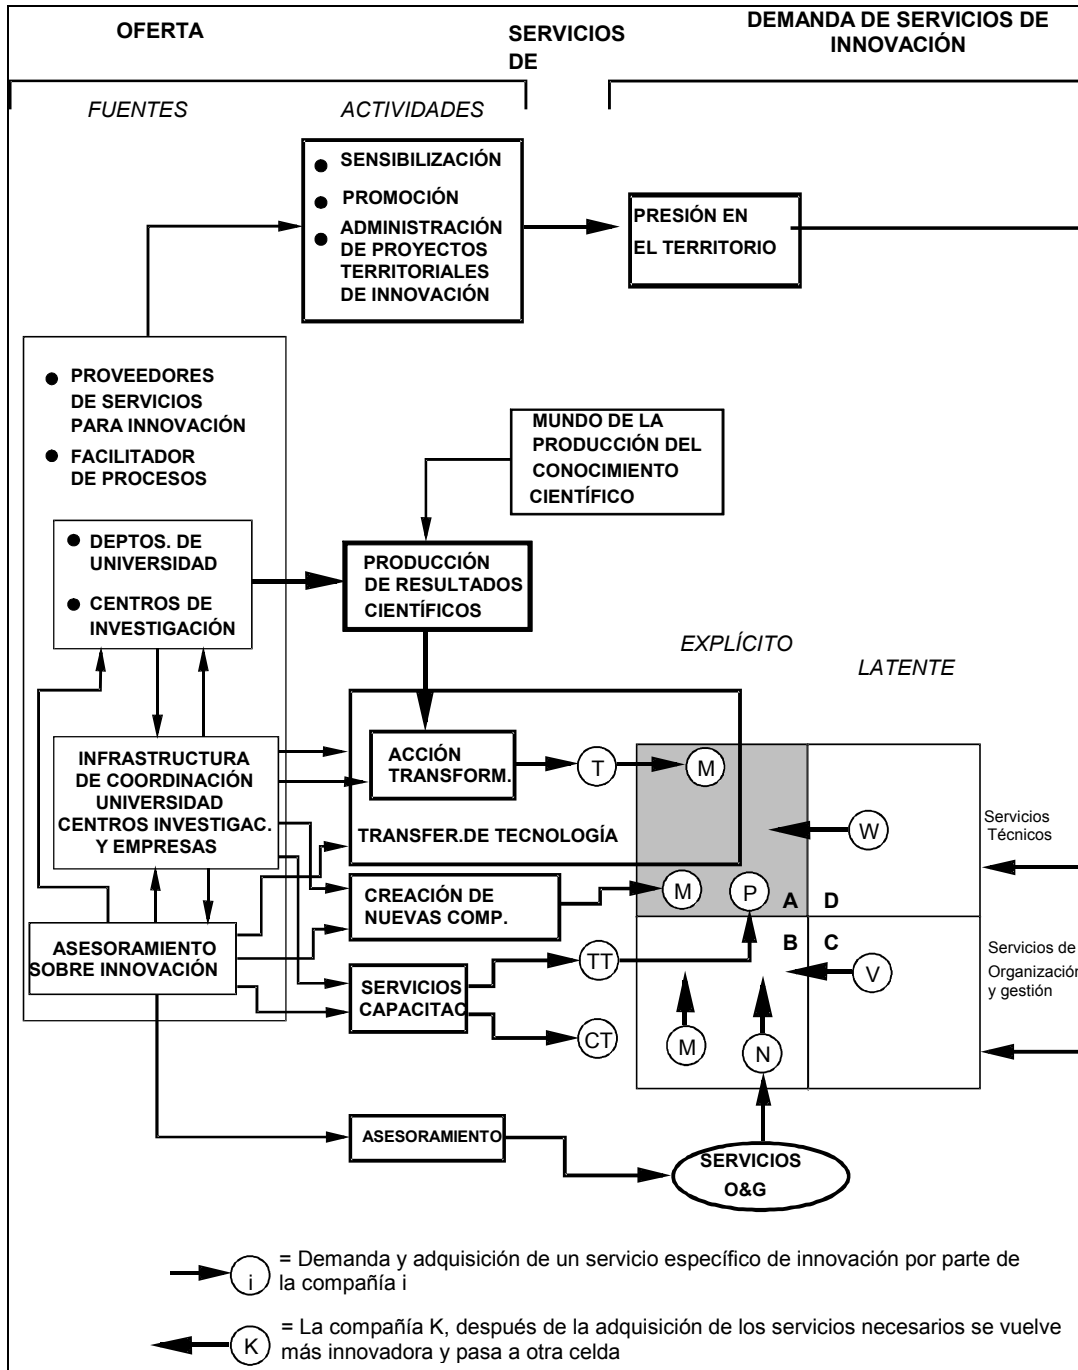 OFERTA
SERVICIOS
DE
DEMANDA DE SERVICIOS DE
INNOVACIÓN
FUENTES
ACTIVIDADES
● SENSIBILIZACIÓN
● PROMOCIÓN
● ADMINISTRACIÓN
DE PROYECTOS
TERRITORIALES
DE INNOVACIÓN
PRESIÓN EN
EL TERRITORIO
● PROVEEDORES
DE SERVICIOS
PARA INNOVACIÓN
● FACILITADOR
DE PROCESOS
MUNDO DE LA
PRODUCCIÓN DEL
CONOCIMIENTO
CIENTÍFICO
● DEPTOS. DE
UNIVERSIDAD
● CENTROS DE
INVESTIGACIÓN
PRODUCCIÓN
DE RESULTADOS
CIENTÍFICOS
EXPLÍCITO
LATENTE
INFRASTRUCTURA
DE COORDINACIÓN
UNIVERSIDAD
CENTROS INVESTIGAC.
Y EMPRESAS
ACCIÓN
TRANSFORM.
T
M
TRANSFER.DE TECNOLOGÍA
W
Servicios
Técnicos
CREACIÓN DE
NUEVAS COMP.
M
P
A
D
ASESORAMIENTO
SOBRE INNOVACIÓN
SERVICIOS
CAPACITAC
TT
CT
B
C
V
M
N
Servicios de
Organización
y gestión
ASESORAMIENTO
SERVICIOS
O&G
i
= Demanda y adquisición de un servicio específico de innovación por parte de
la compañía i
K
= La compañía K, después de la adquisición de los servicios necesarios se vuelve
más innovadora y pasa a otra celda